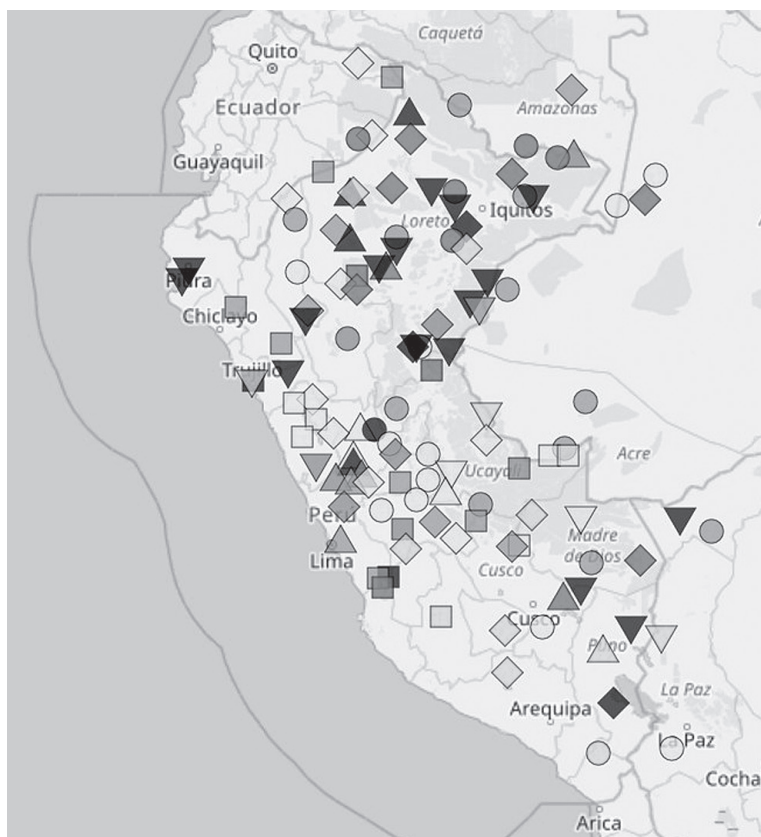 Caquetá
Quito
Ecuador
Amazonas
Guayaquil
Iquitos
Loreto
Piura
Chiclayo
Trujillo
Acre
Ucayali
Perú
Madre
de Dios
Lima
Cusco
Cusco
Puno
La Paz
Arequipa
La Paz
Cocha
Arica